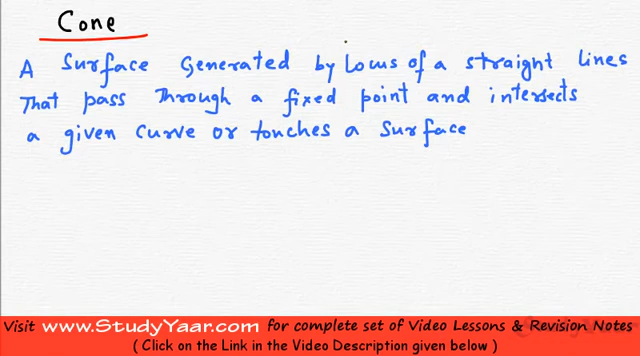 Cone
A Surface Generated by Locus of a straight lines
That pass Through a fixed point and intersects
a given Curve or touches a Surface
Visit www.StudyYaar.com for complete set of Video Lessons & Revision Notes
( Click on the Link in the Video Description given below )